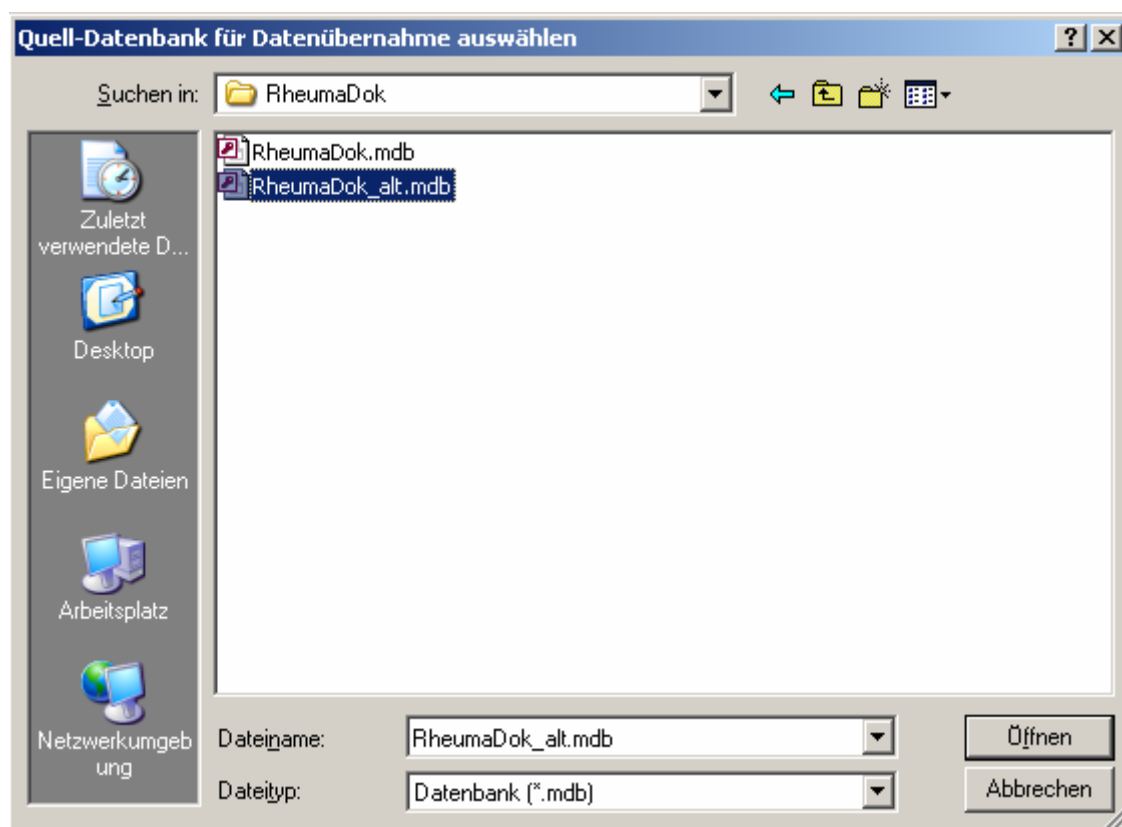 Quell-Datenbank für Datenübernahme auswählen
Suchen in:
RheumaDok
RheumaDok.mdb
RheumaDok_alt.mdb
Zuletzt
verwendete D...
Desktop
Eigene Dateien
Arbeitsplatz
Netzwerkumgeb
ung
Dateiname:
RheumaDok_alt.mdb
Öffnen
Dateityp:
Datenbank (*.mdb)
Abbrechen